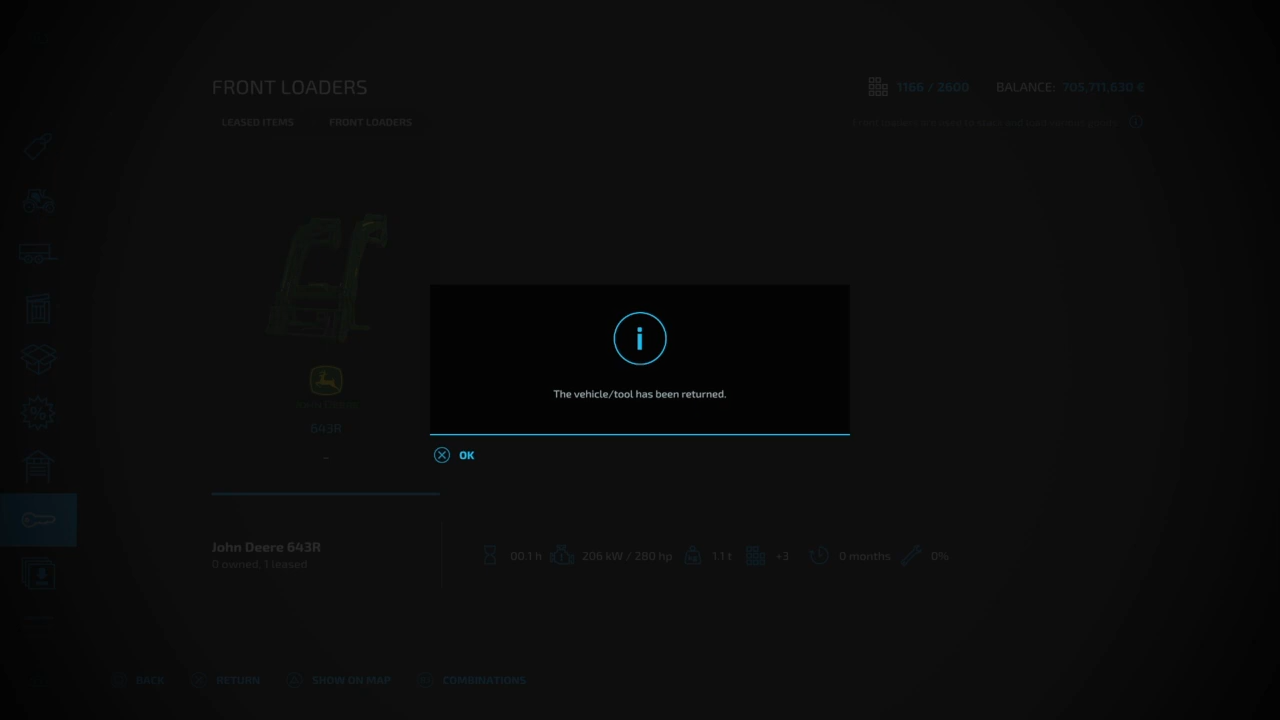 FRONT LOADERS
1166 / 2600
BALANCE: 705,711,630 €
LEASED ITEMS
FRONT LOADERS
643R
The vehicle/tool has been returned.
OK
John Deere 643R
0 owned, 1 leased
00.1 h
206 kW / 280 hp
1.1 t
+3
0 months
0%
BACK
RETURN
SHOW ON MAP
COMBINATIONS